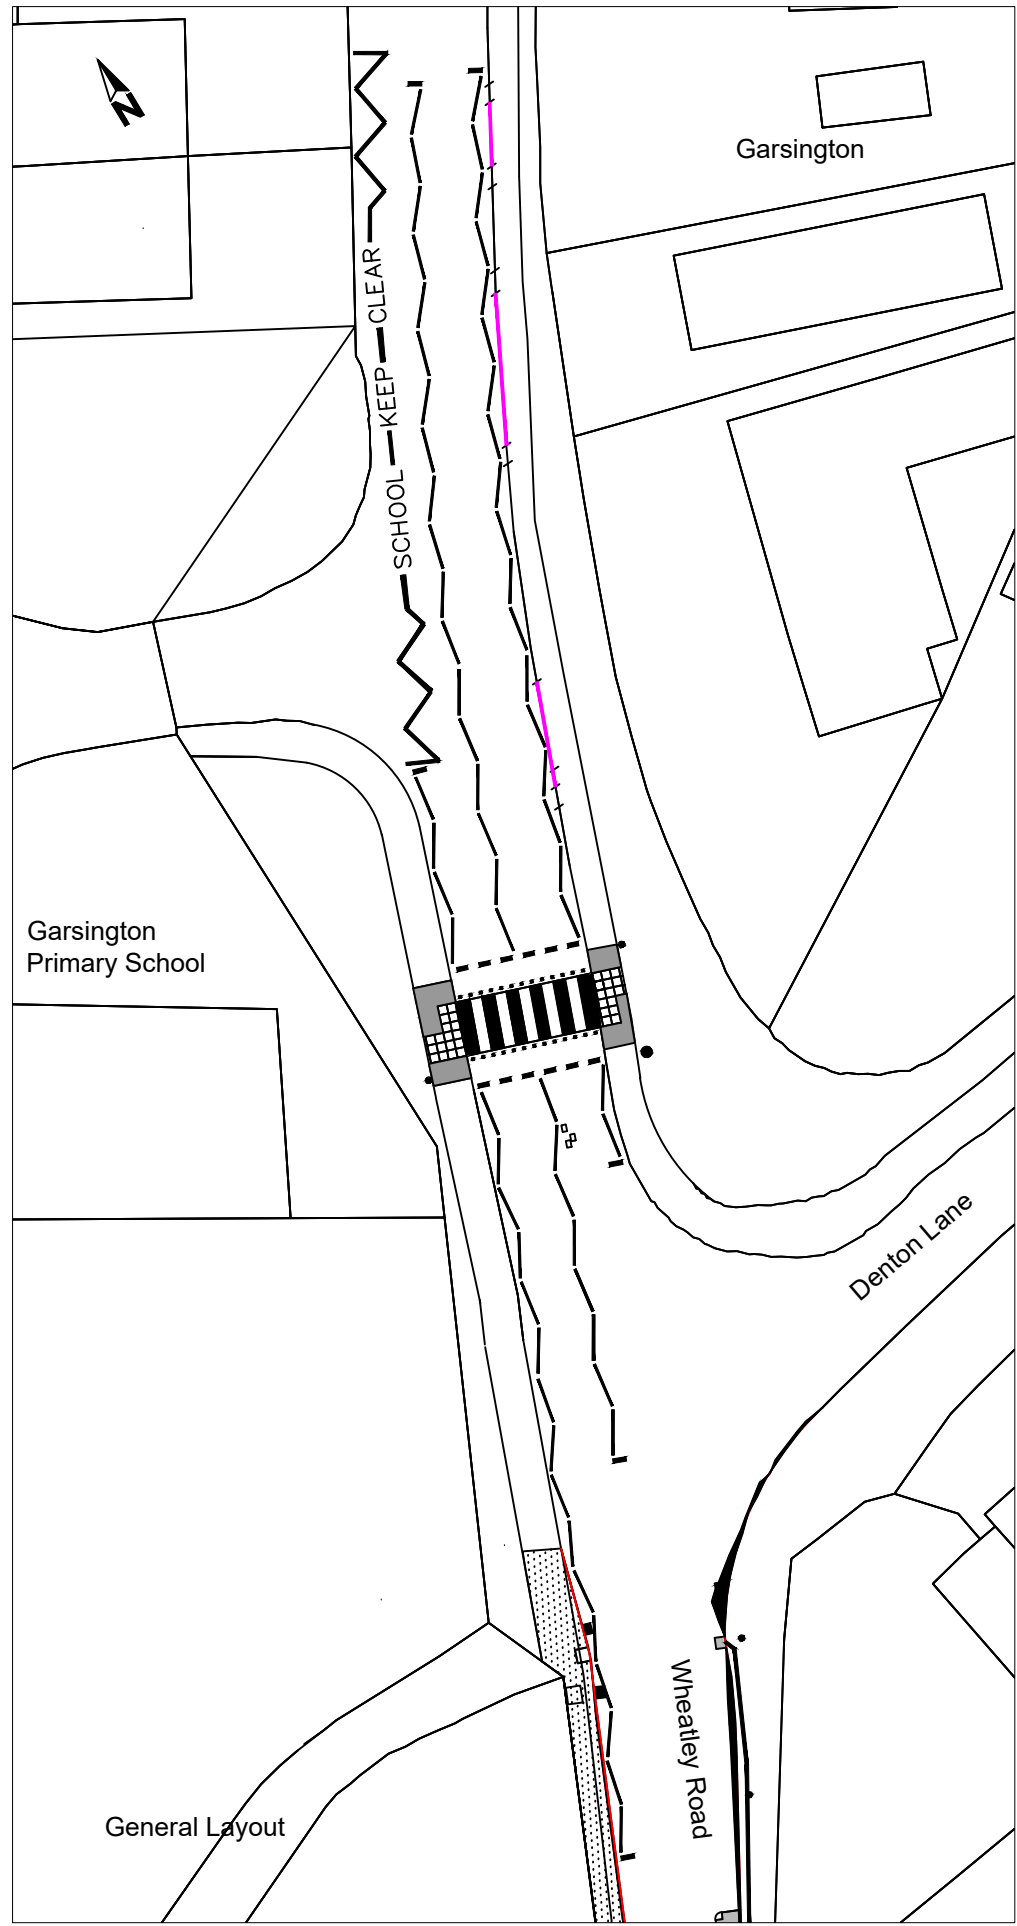 N
Garsington
SCHOOL KEEP CLEAR
Garsington
Primary School
Denton Lane
Wheatley Road
General Layout